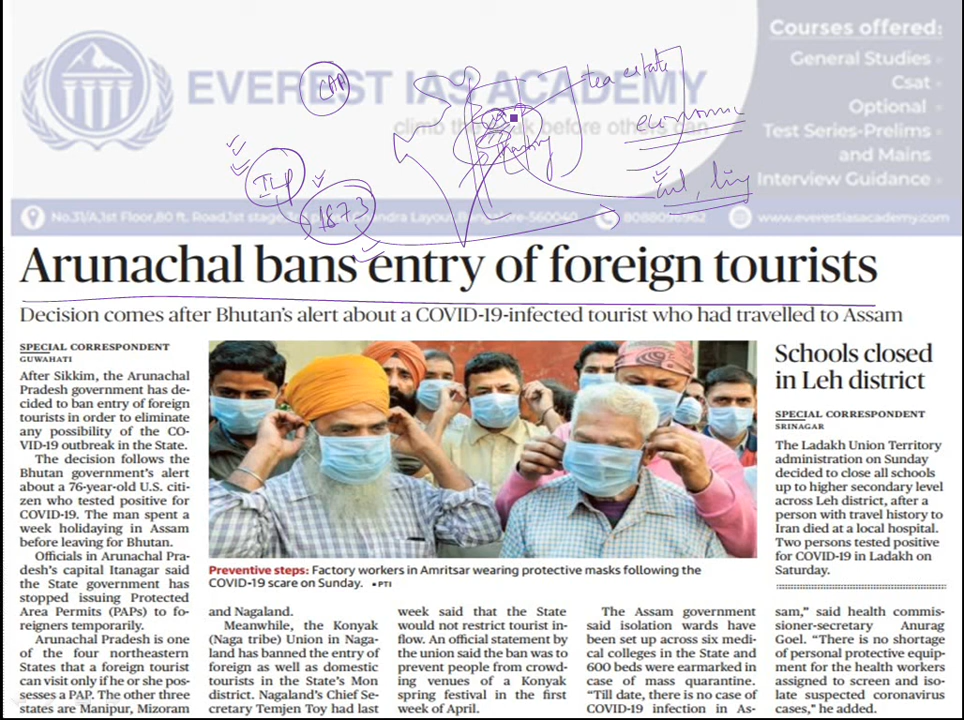 Courses offered:
General Studies
Csat
Optional
Test Series-Prelims
and Mains
Interview Guidance
EVEREST IAS ACADEMY
climb the peak before others can
CAA
tea estate
economic
ILP
1873
No.31/A,1st Floor,80 ft. Road,1st stage
www.everestiasacademy.com
Arunachal bans entry of foreign tourists
Decision comes after Bhutan's alert about a COVID-19-infected tourist who had travelled to Assam
SPECIAL CORRESPONDENT
GUWAHATI
After Sikkim, the Arunachal
Pradesh government has de-
cided to ban entry of foreign
tourists in order to eliminate
any possibility of the CO-
VID-19 outbreak in the State.
The decision follows the
Bhutan government's alert
about a 76-year-old U.S. citi-
zen who tested positive for
COVID-19. The man spent a
week holidaying in Assam
before leaving for Bhutan.
Officials in Arunachal Pra-
desh's capital Itanagar said
the State government has
stopped issuing Protected
Area Permits (PAPs) to fo-
reigners temporarily.
Arunachal Pradesh is one
of the four northeastern
States that a foreign tourist
can visit only if he or she pos-
sesses a PAP. The other three
states are Manipur, Mizoram
Preventive steps: Factory workers in Amritsar wearing protective masks following the
COVID-19 scare on Sunday. • PTI
and Nagaland.
Meanwhile, the Konyak
(Naga tribe) Union in Naga-
land has banned the entry of
foreign as well as domestic
tourists in the State's Mon
district. Nagaland's Chief Se-
cretary Temjen Toy had last
week said that the State
would not restrict tourist in-
flow. An official statement by
the union said the ban was to
prevent people from crowd-
ing venues of a Konyak
spring festival in the first
week of April.
The Assam government
said isolation wards have
been set up across six medi-
cal colleges in the State and
600 beds were earmarked in
case of mass quarantine.
"Till date, there is no case of
COVID-19 infection in As-
sam," said health commis-
sioner-secretary Anurag
Goel. "There is no shortage
of personal protective equip-
ment for the health workers
assigned to screen and iso-
late suspected coronavirus
cases," he added.
Schools closed
in Leh district
SPECIAL CORRESPONDENT
SRINAGAR
The Ladakh Union Territory
administration on Sunday
decided to close all schools
up to higher secondary level
across Leh district, after a
person with travel history to
Iran died at a local hospital.
Two persons tested positive
for COVID-19 in Ladakh on
Saturday.